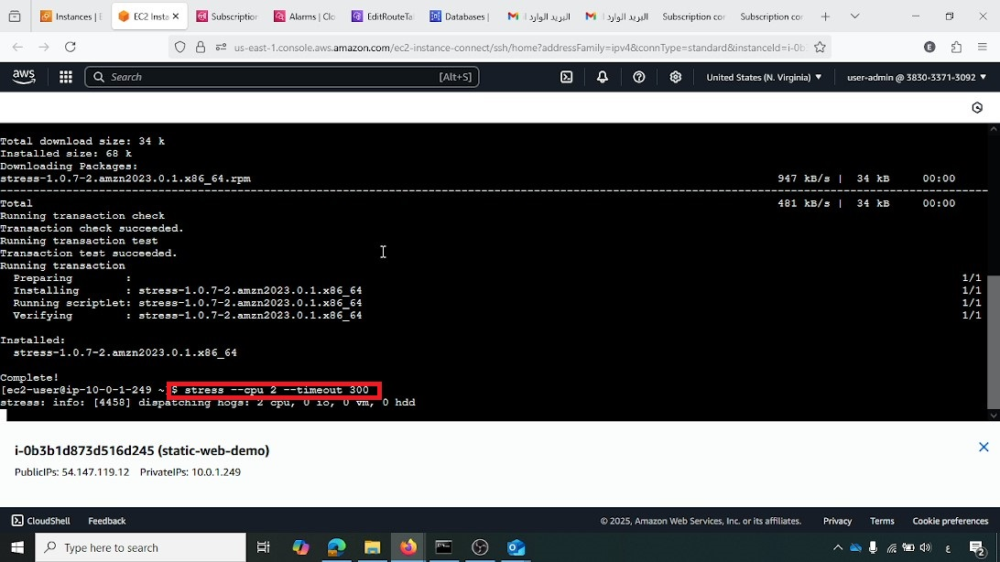 Instances | E
EC2 Insta
Subscription
Alarms | Clo
EditRouteTa
Databases |
البريد الوارد
البريد الوارد
Subscription con
Subscription con
us-east-1.console.aws.amazon.com/ec2-instance-connect/ssh/home?addressFamily=ipv4&connType=standard&instanceId=i-0b
E
aws
Search [Alt+S]
United States (N. Virginia) ▼
user-admin @ 3830-3371-3092 ▼
Total download size: 34 k
Installed size: 68 k
Downloading Packages:
stress-1.0.7-2.amzn2023.0.1.x86_64.rpm 947 kB/s | 34 kB 00:00
Total 481 kB/s | 34 kB 00:00
Running transaction check
Transaction check succeeded.
Running transaction test
Transaction test succeeded.
Running transaction
Preparing : 1/1
Installing : stress-1.0.7-2.amzn2023.0.1.x86_64 1/1
Running scriptlet: stress-1.0.7-2.amzn2023.0.1.x86_64 1/1
Verifying : stress-1.0.7-2.amzn2023.0.1.x86_64 1/1
Installed:
stress-1.0.7-2.amzn2023.0.1.x86_64
Complete!
[ec2-user@ip-10-0-1-249 ~ $ stress --cpu 2 --timeout 300
stress: info: [4458] dispatching hogs: 2 cpu, 0 io, 0 vm, 0 hdd
i-0b3b1d873d516d245 (static-web-demo)
PublicIPs: 54.147.119.12 PrivateIPs: 10.0.1.249
CloudShell Feedback © 2025, Amazon Web Services, Inc. or its affiliates. Privacy Terms Cookie preferences
Type here to search
ع
2